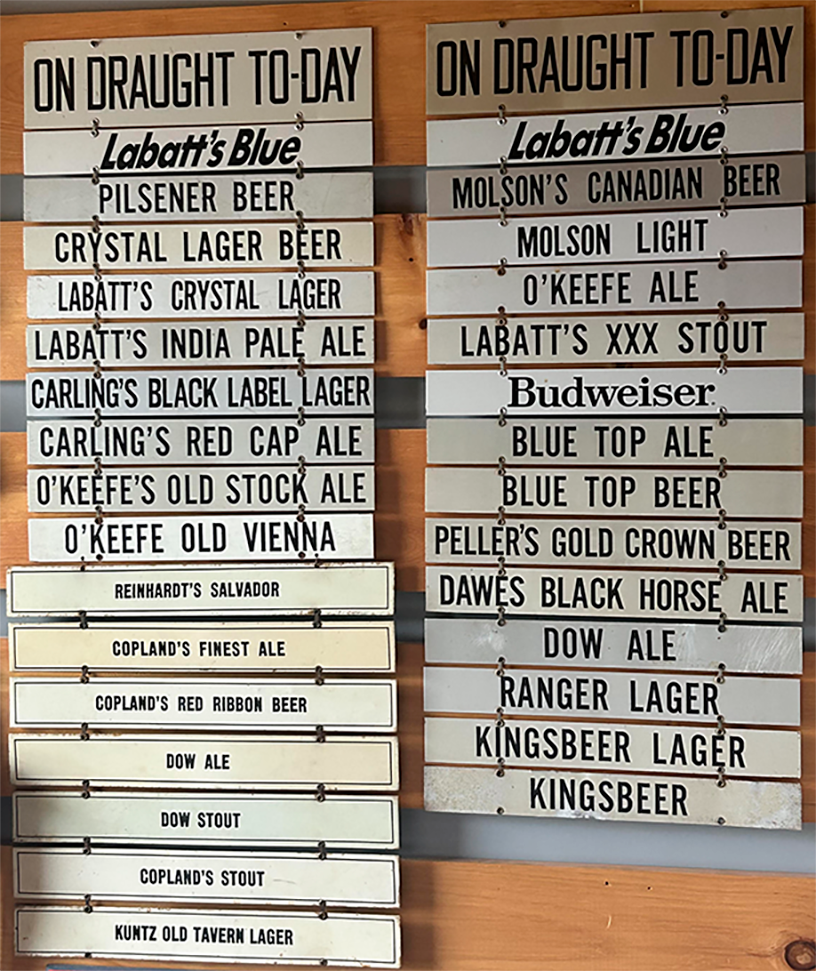 ON DRAUGHT TO-DAY
Labatt's Blue
PILSENER BEER
CRYSTAL LAGER BEER
LABATT'S CRYSTAL LAGER
LABATT'S INDIA PALE ALE
CARLING'S BLACK LABEL LAGER
CARLING'S RED CAP ALE
O'KEEFE'S OLD STOCK ALE
O'KEEFE OLD VIENNA
REINHARDT'S SALVADOR
COPLAND'S FINEST ALE
COPLAND'S RED RIBBON BEER
DOW ALE
DOW STOUT
COPLAND'S STOUT
KUNTZ OLD TAVERN LAGER
ON DRAUGHT TO-DAY
Labatt's Blue
MOLSON'S CANADIAN BEER
MOLSON LIGHT
O'KEEFE ALE
LABATT'S XXX STOUT
Budweiser
BLUE TOP ALE
BLUE TOP BEER
PELLER'S GOLD CROWN BEER
DAWES BLACK HORSE ALE
DOW ALE
RANGER LAGER
KINGSBEER LAGER
KINGSBEER